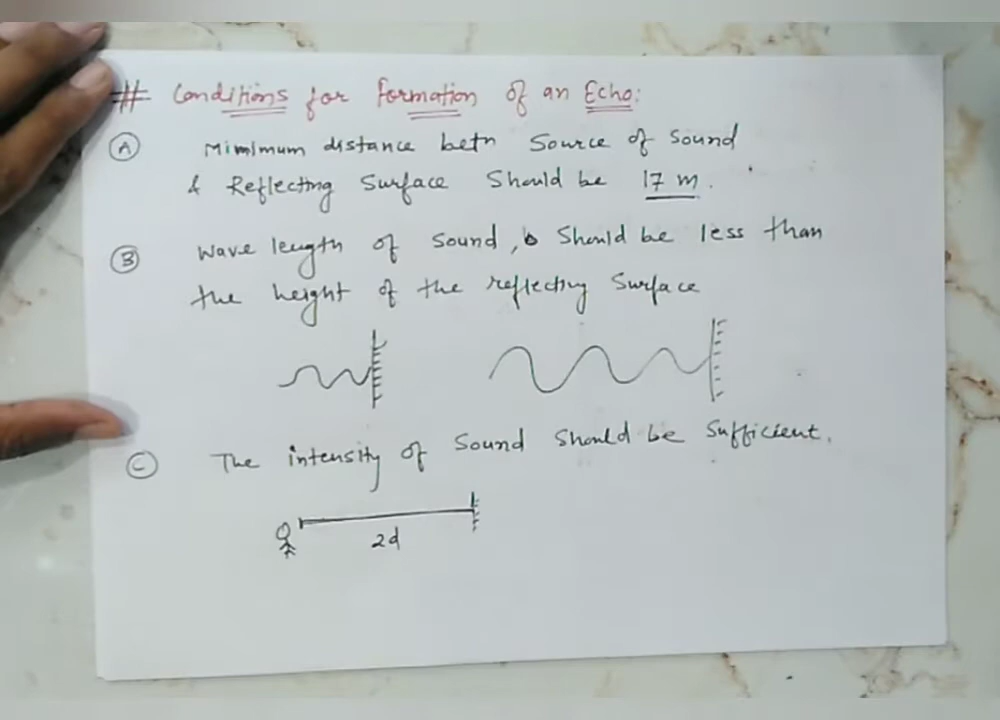 # Conditions for Formation of an Echo:
A Minimum distance betn Source of Sound
& Reflecting Surface Should be 17 m.
B Wave length of Sound, Should be less than
the height of the reflecting Surface
C The intensity of Sound Should be Sufficient.
2d